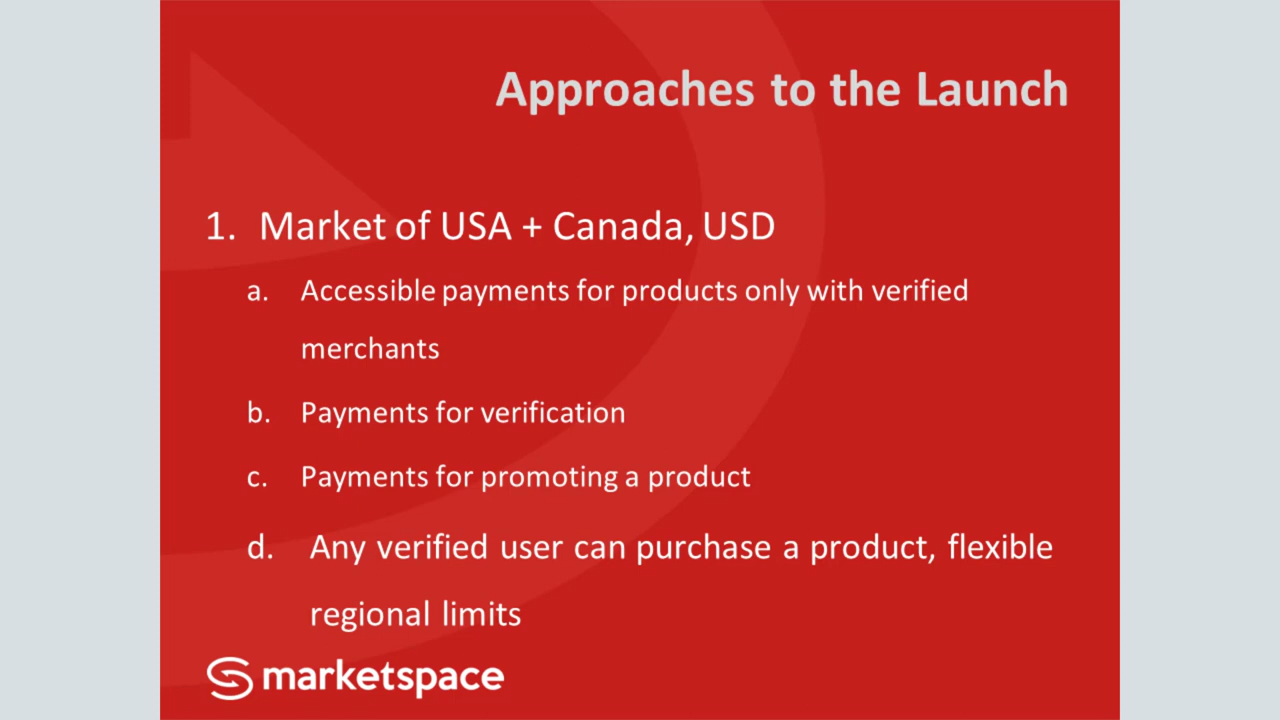 Approaches to the Launch
1. Market of USA + Canada, USD
a. Accessible payments for products only with verified
merchants
b. Payments for verification
c. Payments for promoting a product
d. Any verified user can purchase a product, flexible
regional limits
marketspace